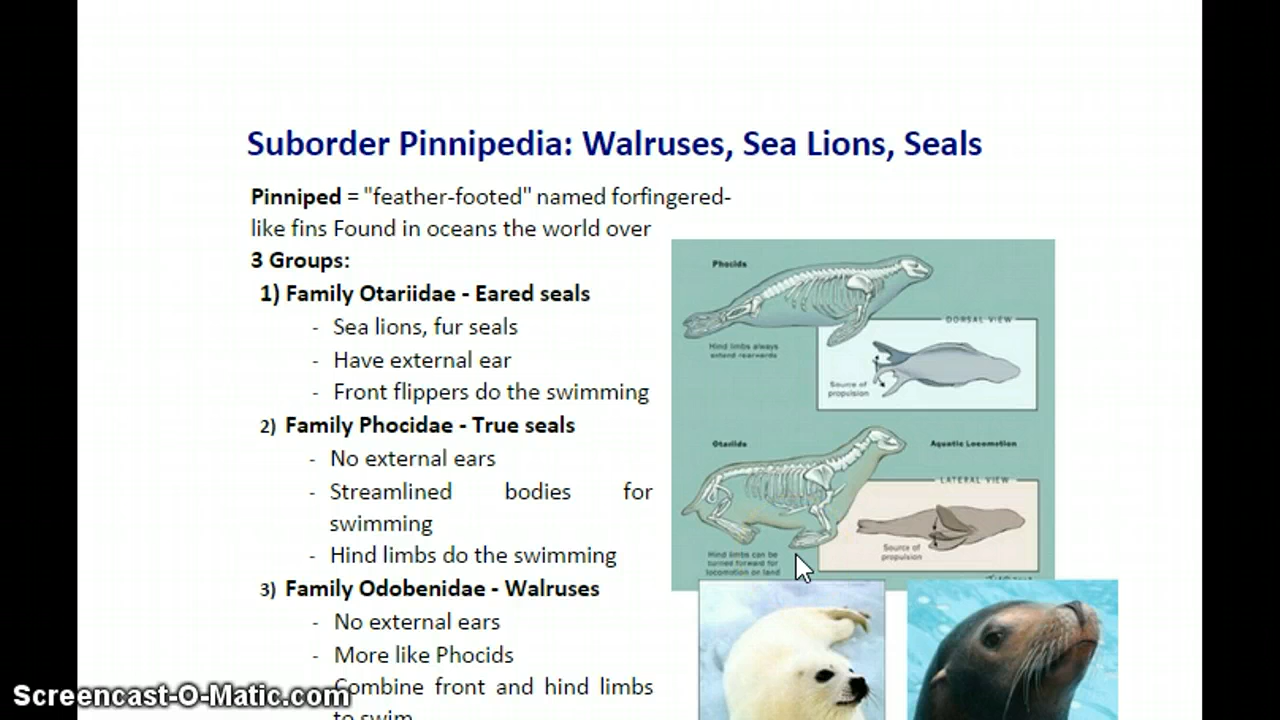 Suborder Pinnipedia: Walruses, Sea Lions, Seals
Pinniped = "feather-footed" named forfingered-
like fins Found in oceans the world over
3 Groups:
1) Family Otariidae - Eared seals
- Sea lions, fur seals
- Have external ear
- Front flippers do the swimming
2) Family Phocidae - True seals
- No external ears
- Streamlined bodies for
swimming
- Hind limbs do the swimming
3) Family Odobenidae - Walruses
- No external ears
- More like Phocids
- Combine front and hind limbs
to swim
Phocids
Hind limbs always
extend rearwards
DORSAL VIEW
Source of
propulsion
Otariids
Aquatic Locomotion
LATERAL VIEW
Source of
propulsion
Hind limbs can be
turned forward for
locomotion on land
Screencast-O-Matic.com